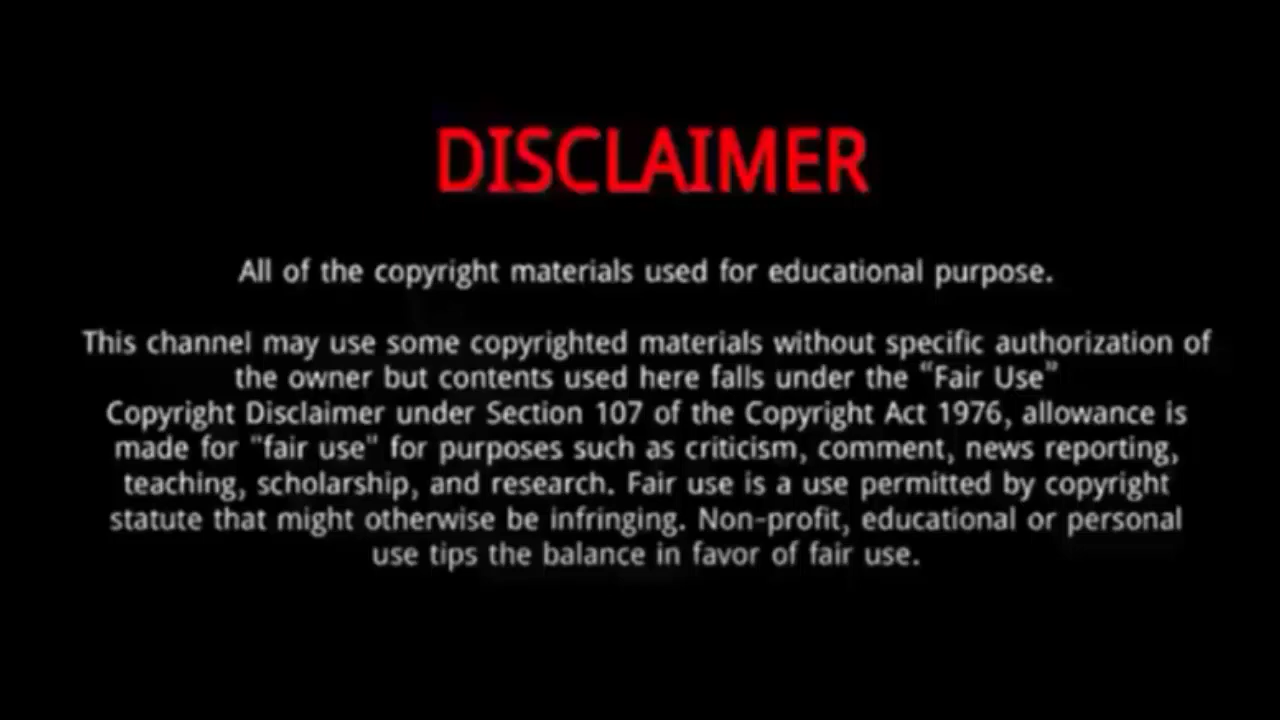 DISCLAIMER
All of the copyright materials used for educational purpose.
This channel may use some copyrighted materials without specific authorization of
the owner but contents used here falls under the “Fair Use”
Copyright Disclaimer under Section 107 of the Copyright Act 1976, allowance is
made for "fair use" for purposes such as criticism, comment, news reporting,
teaching, scholarship, and research. Fair use is a use permitted by copyright
statute that might otherwise be infringing. Non-profit, educational or personal
use tips the balance in favor of fair use.